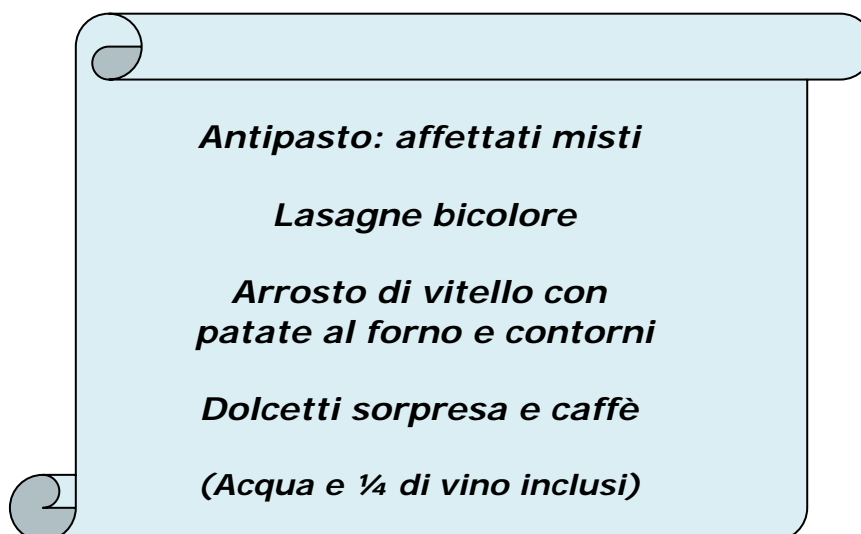 Antipasto: affettati misti
Lasagne bicolore
Arrosto di vitello con
patate al forno e contorni
Dolcetti sorpresa e caffè
(Acqua e ¼ di vino inclusi)